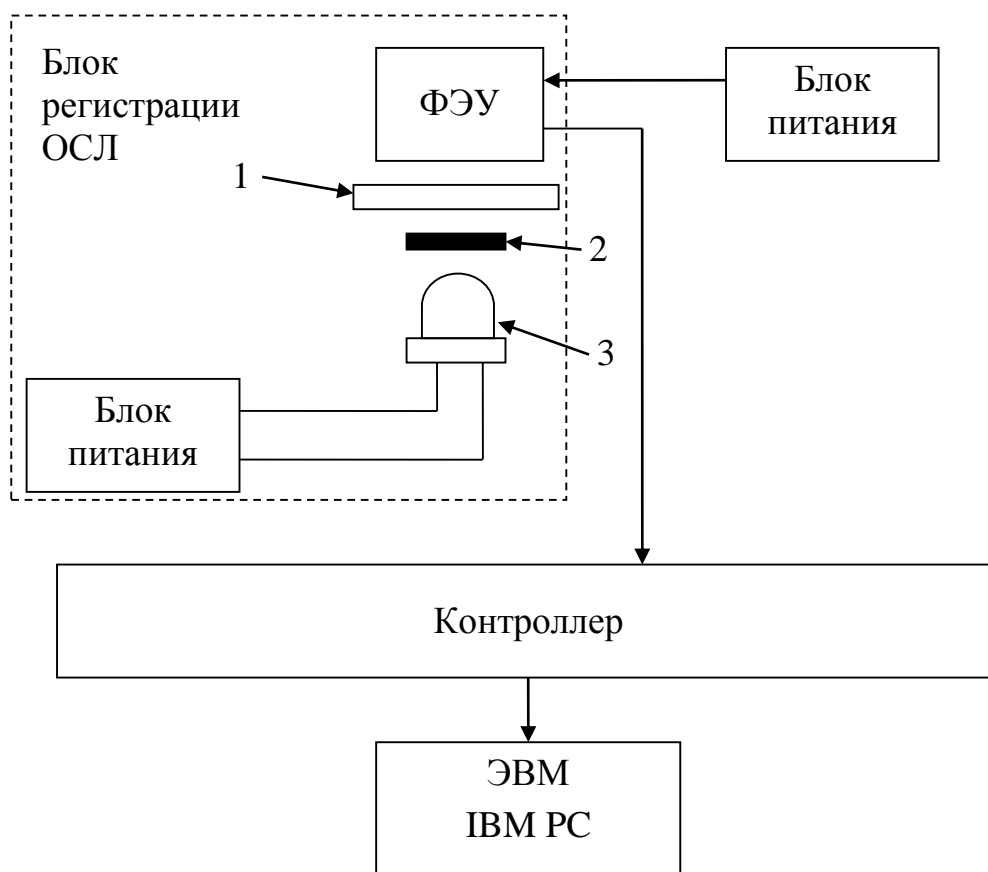 Блок
регистрации
ОСЛ
ФЭУ
Блок
питания
1
2
3
Блок
питания
Контроллер
ЭВМ
IBM PC